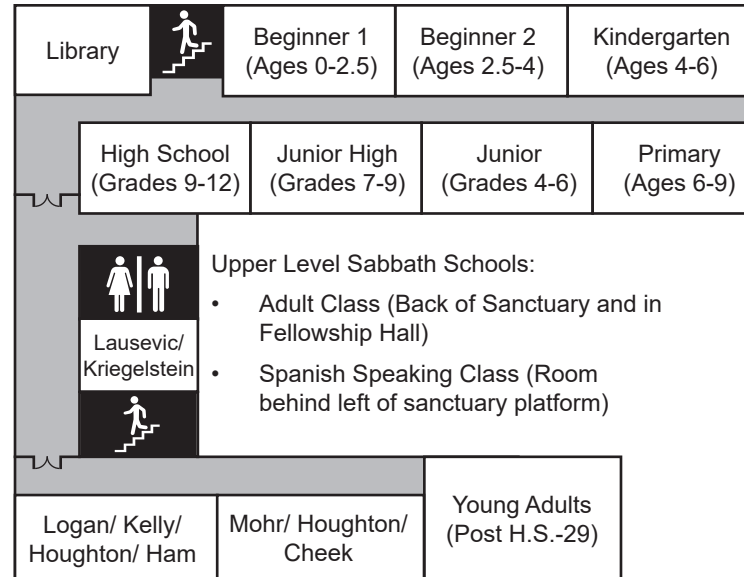 Library
Beginner 1
(Ages 0-2.5)
Beginner 2
(Ages 2.5-4)
Kindergarten
(Ages 4-6)
High School
(Grades 9-12)
Junior High
(Grades 7-9)
Junior
(Grades 4-6)
Primary
(Ages 6-9)
Upper Level Sabbath Schools:
• Adult Class (Back of Sanctuary and in
Fellowship Hall)
• Spanish Speaking Class (Room
behind left of sanctuary platform)
Lausevic/
Kriegelstein
Logan/ Kelly/
Houghton/ Ham
Mohr/ Houghton/
Cheek
Young Adults
(Post H.S.-29)